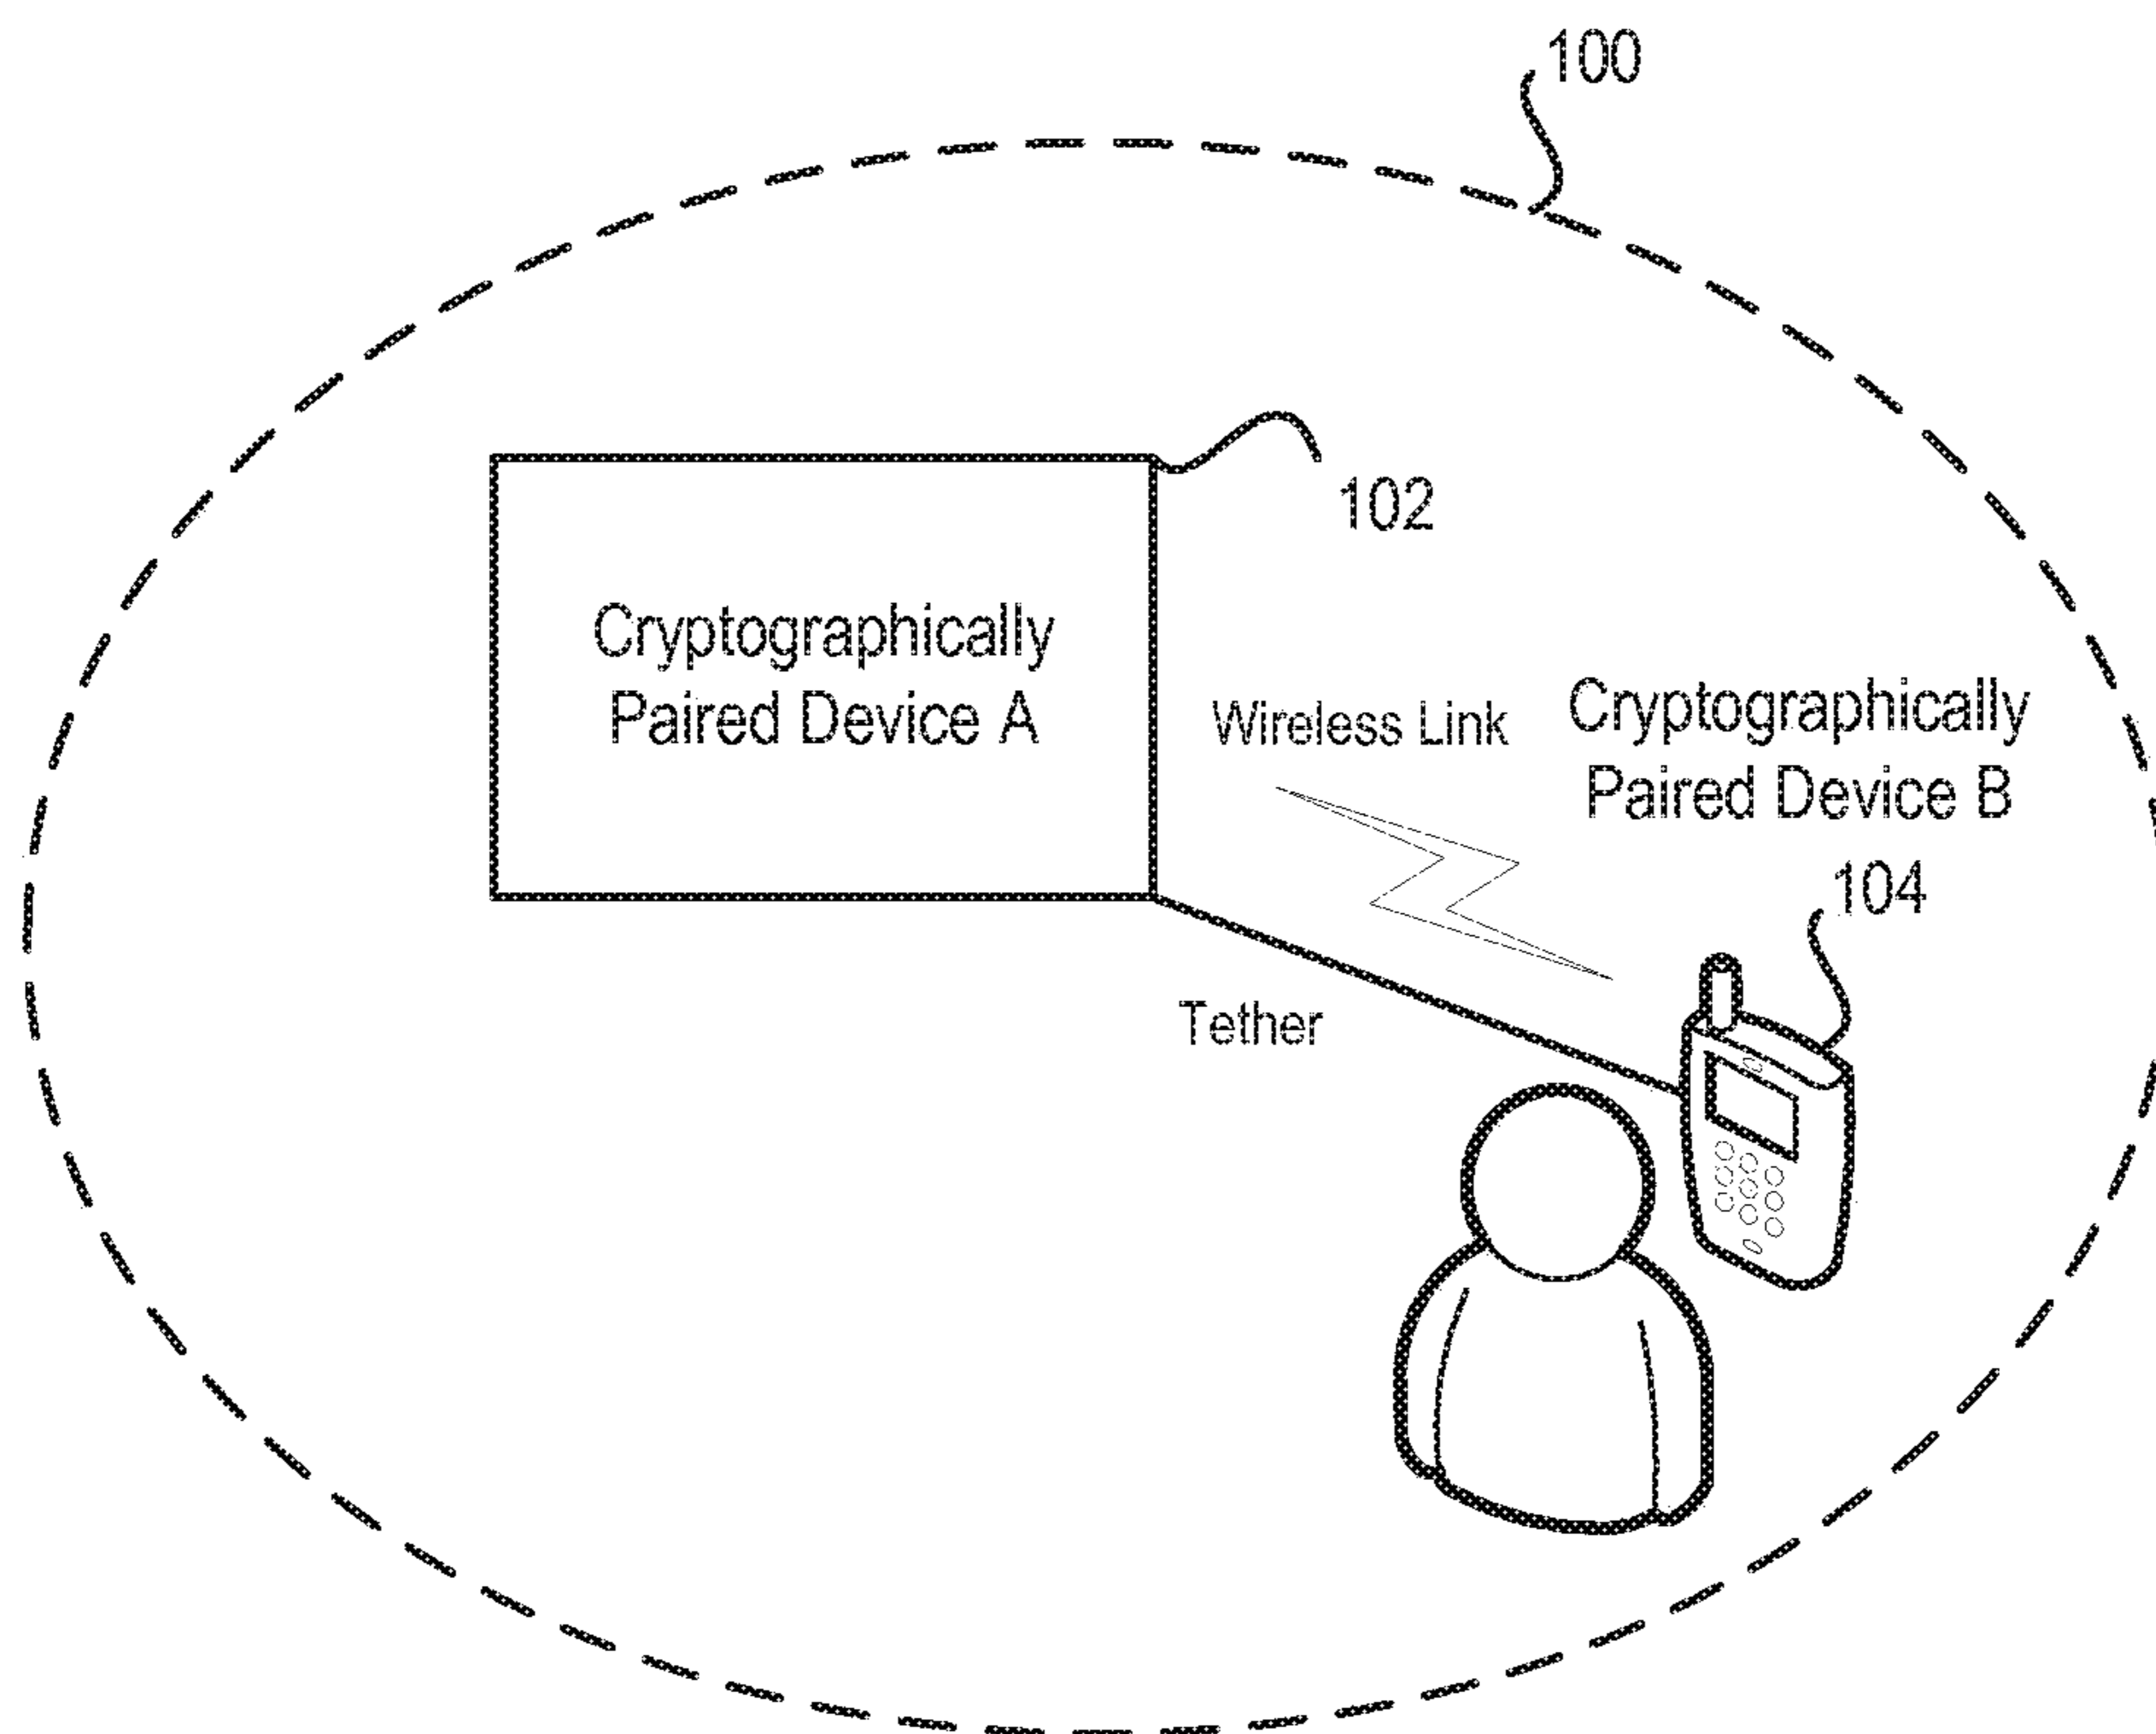 100
102
Cryptographically
Paired Device A
Wireless Link
Cryptographically
Paired Device B
104
Tether